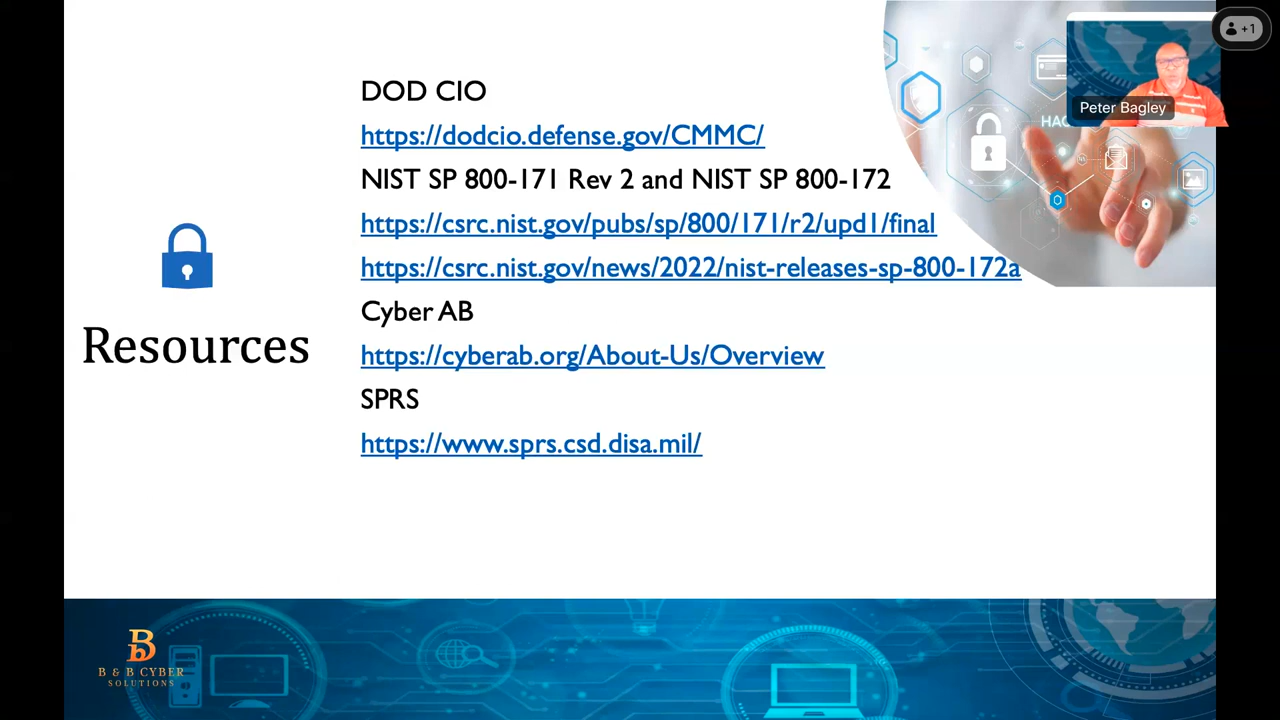 DOD CIO
https://dodcio.defense.gov/CMMC/
NIST SP 800-171 Rev 2 and NIST SP 800-172
https://csrc.nist.gov/pubs/sp/800/171/r2/upd1/final
https://csrc.nist.gov/news/2022/nist-releases-sp-800-172a
Cyber AB
https://cyberab.org/About-Us/Overview
SPRS
https://www.sprs.csd.disa.mil/
Resources
+1
Peter Bagley
B & B CYBER
SOLUTIONS